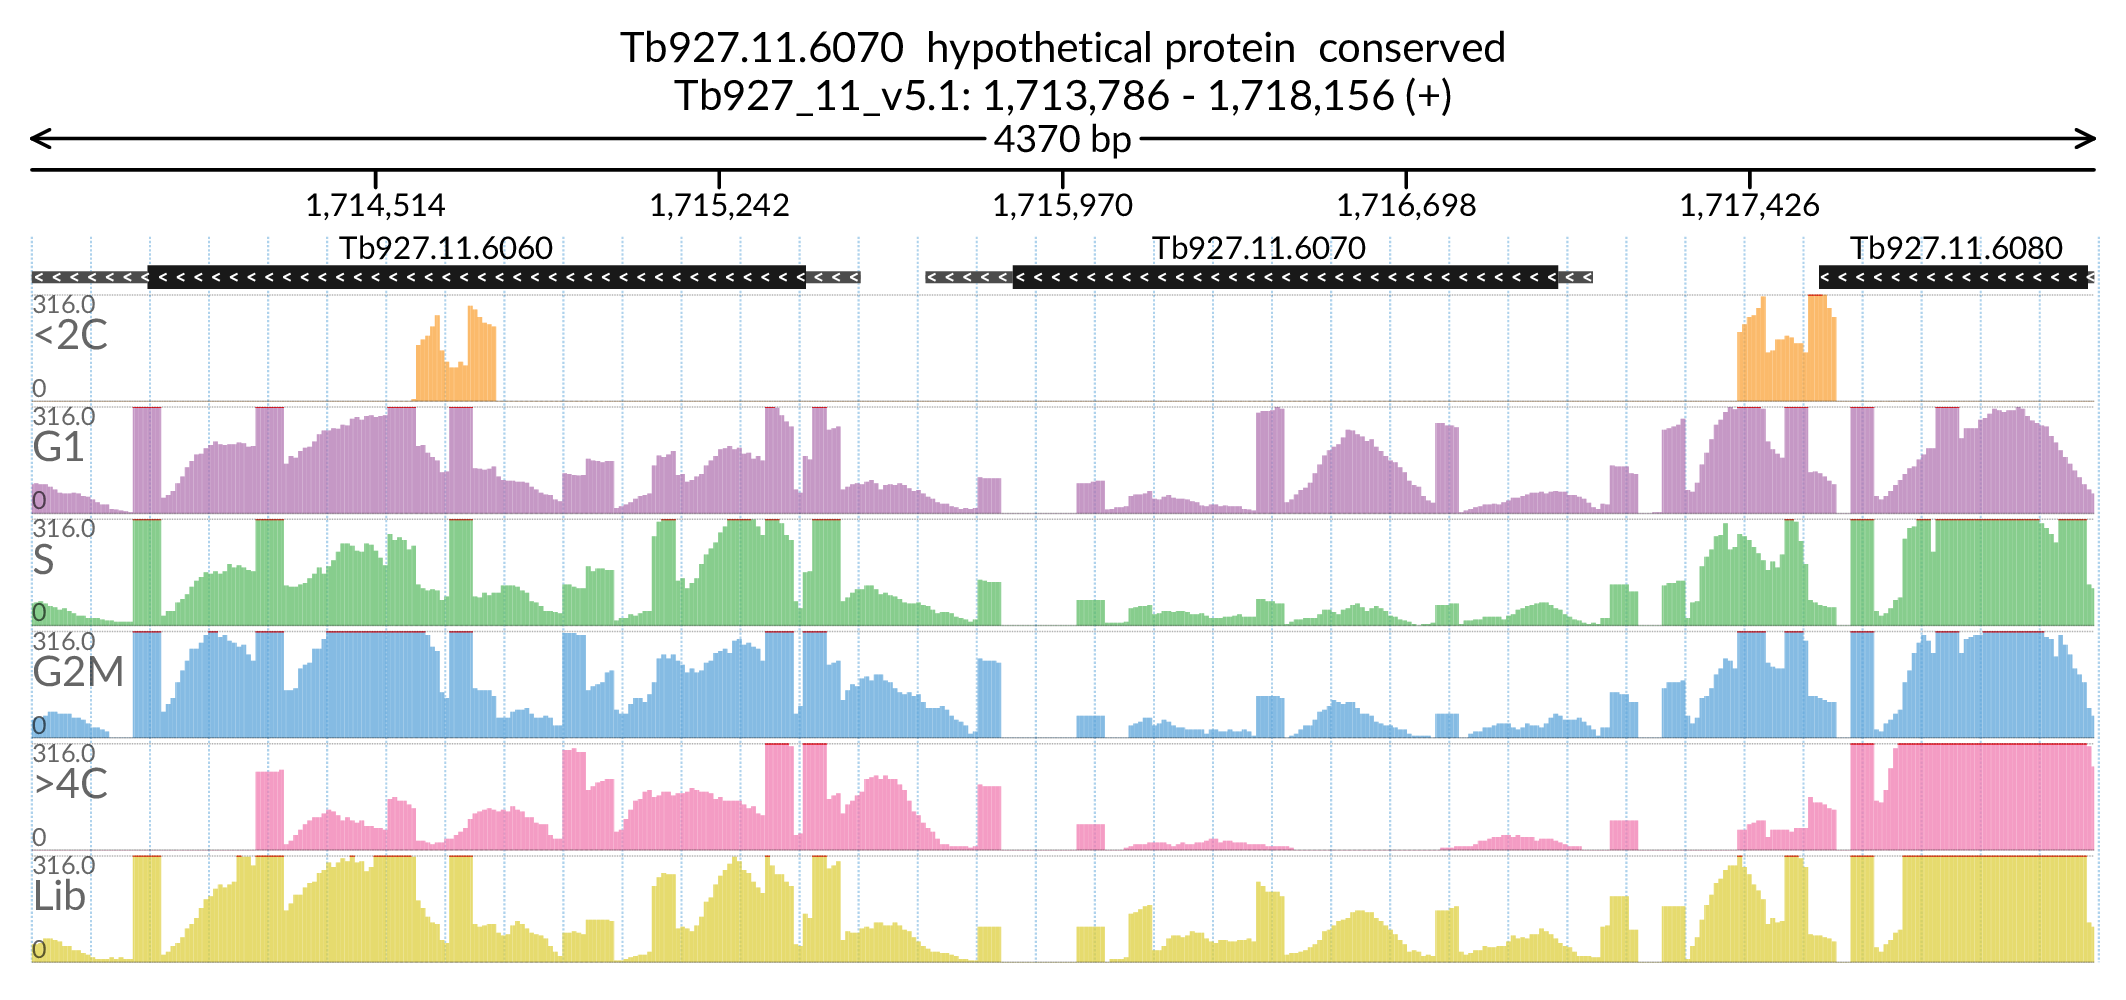 Tb927.11.6070 hypothetical protein conserved
Tb927_11_v5.1: 1,713,786 - 1,718,156 (+)
4370 bp
1,714,514 1,715,242 1,715,970 1,716,698 1,717,426
Tb927.11.6060 Tb927.11.6070 Tb927.11.6080
316.0
<2C
0
316.0
G1
0
316.0
S
0
316.0
G2M
0
316.0
>4C
0
316.0
Lib
0